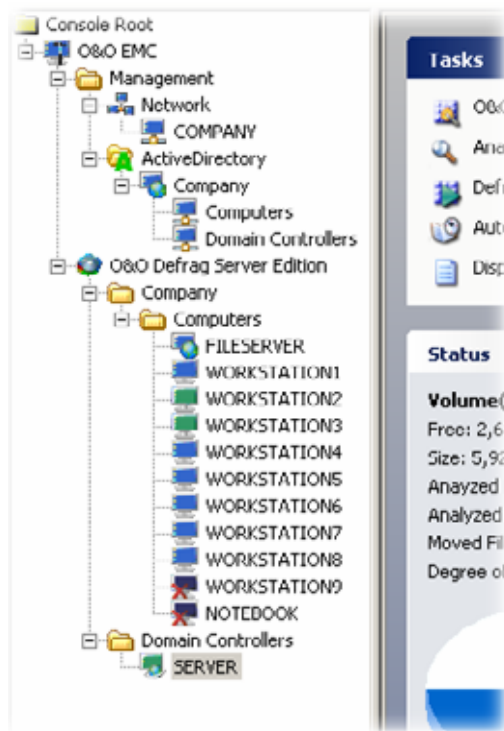 Console Root
O&O EMC
Management
Network
COMPANY
ActiveDirectory
Company
Computers
Domain Controllers
O&O Defrag Server Edition
Company
Computers
FILESERVER
WORKSTATION1
WORKSTATION2
WORKSTATION3
WORKSTATION4
WORKSTATION5
WORKSTATION6
WORKSTATION7
WORKSTATION8
WORKSTATION9
NOTEBOOK
Domain Controllers
SERVER
Tasks
Status
Volume(
Free: 2,6
Size: 5,92
Anayzed
Analyzed
Moved Fil
Degree o